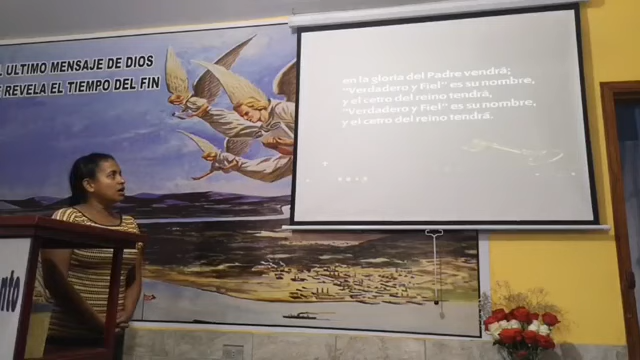 ULTIMO MENSAJE DE DIOS
REVELA EL TIEMPO DEL FIN
en la gloria del Padre vendrá;
"Verdadero y Fiel" es su nombre,
y el cetro del reino tendrá,
"Verdadero y Fiel" es su nombre,
y el cetro del reino tendrá.
nto